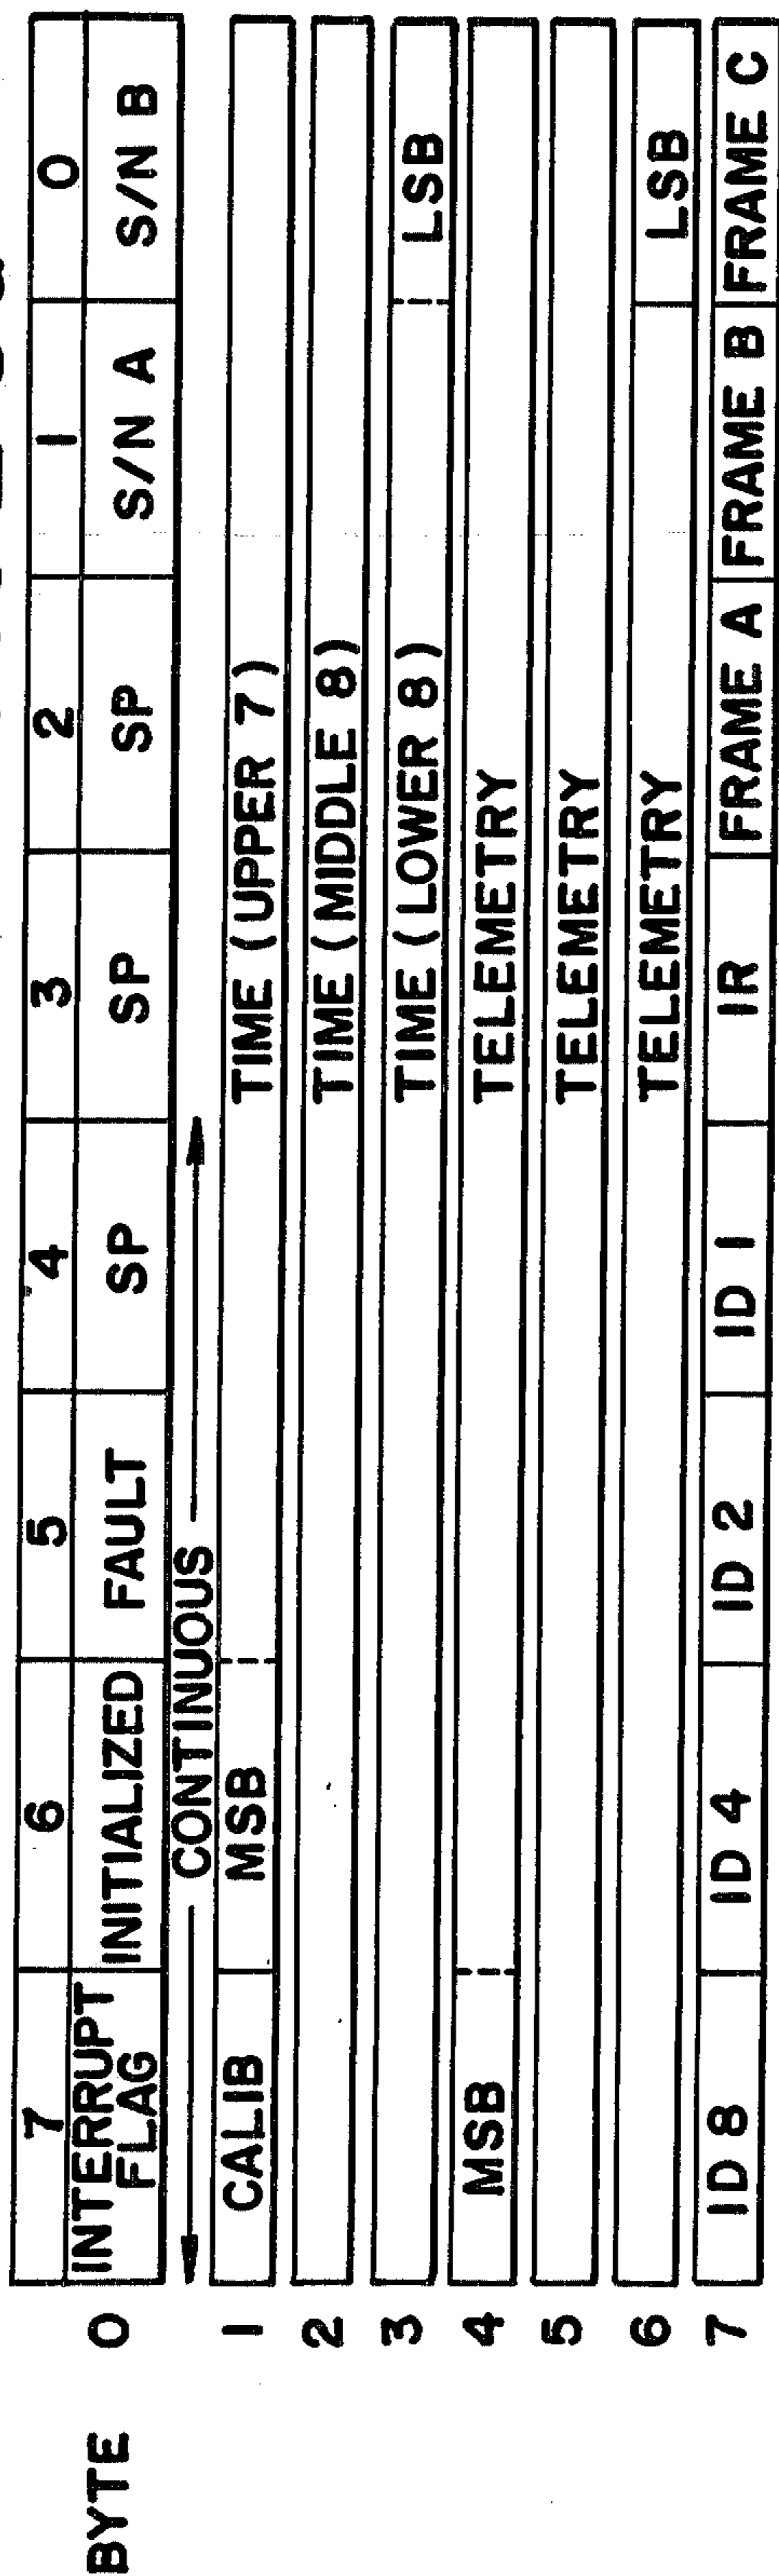 7 6 5 4 3 2 1 0
BYTE 0 INTERRUPT FLAG INITIALIZED FAULT SP SP SP S/N A S/N B
CONTINUOUS
1 CALIB MSB TIME (UPPER 7)
2 TIME (MIDDLE 8)
3 TIME (LOWER 8) LSB
4 MSB TELEMETRY
5 TELEMETRY
6 TELEMETRY LSB
7 ID 8 ID 4 ID 2 ID 1 IR FRAME A FRAME B FRAME C